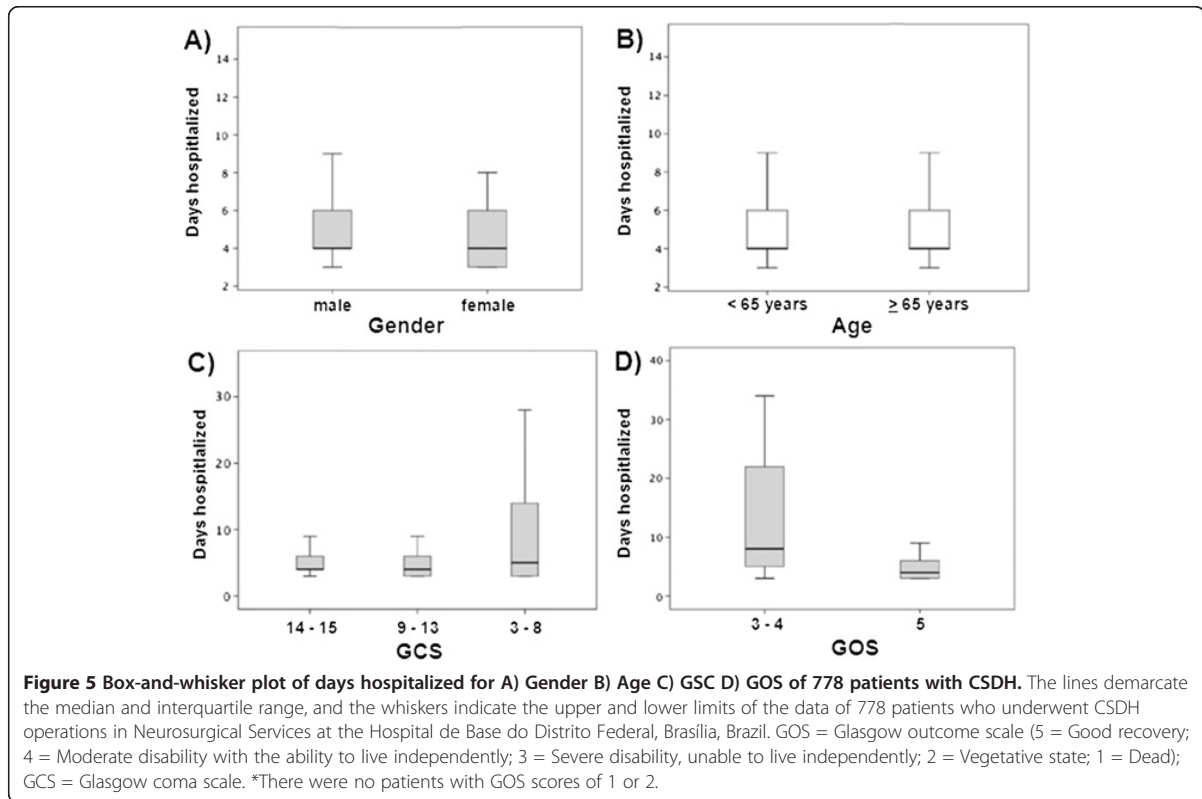 A)
14
12
10
8
6
4
2
Days hospitlalized
male female
Gender
B)
14
12
10
8
6
4
2
Days hospitlalized
< 65 years ≥ 65 years
Age
C)
30
20
10
0
Days hospitlalized
14 - 15 9 - 13 3 - 8
GCS
D)
40
30
20
10
0
Days hospitlalized
3 - 4 5
GOS
Figure 5 Box-and-whisker plot of days hospitalized for A) Gender B) Age C) GSC D) GOS of 778 patients with CSDH. The lines demarcate
the median and interquartile range, and the whiskers indicate the upper and lower limits of the data of 778 patients who underwent CSDH
operations in Neurosurgical Services at the Hospital de Base do Distrito Federal, Brasília, Brazil. GOS = Glasgow outcome scale (5 = Good recovery;
4 = Moderate disability with the ability to live independently; 3 = Severe disability, unable to live independently; 2 = Vegetative state; 1 = Dead);
GCS = Glasgow coma scale. *There were no patients with GOS scores of 1 or 2.